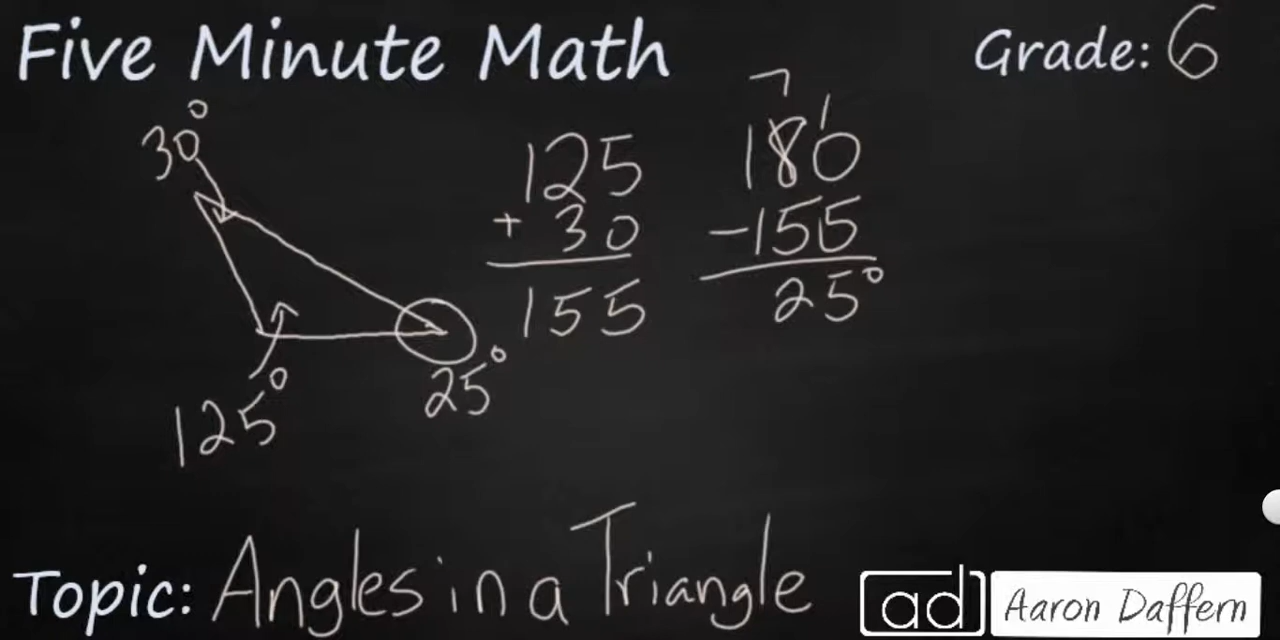 Five Minute Math
Grade: 6
30°
125°
25°
125
+ 30
155
7 1
180
-155
25°
Topic: Angles in a Triangle
ad Aaron Daffern